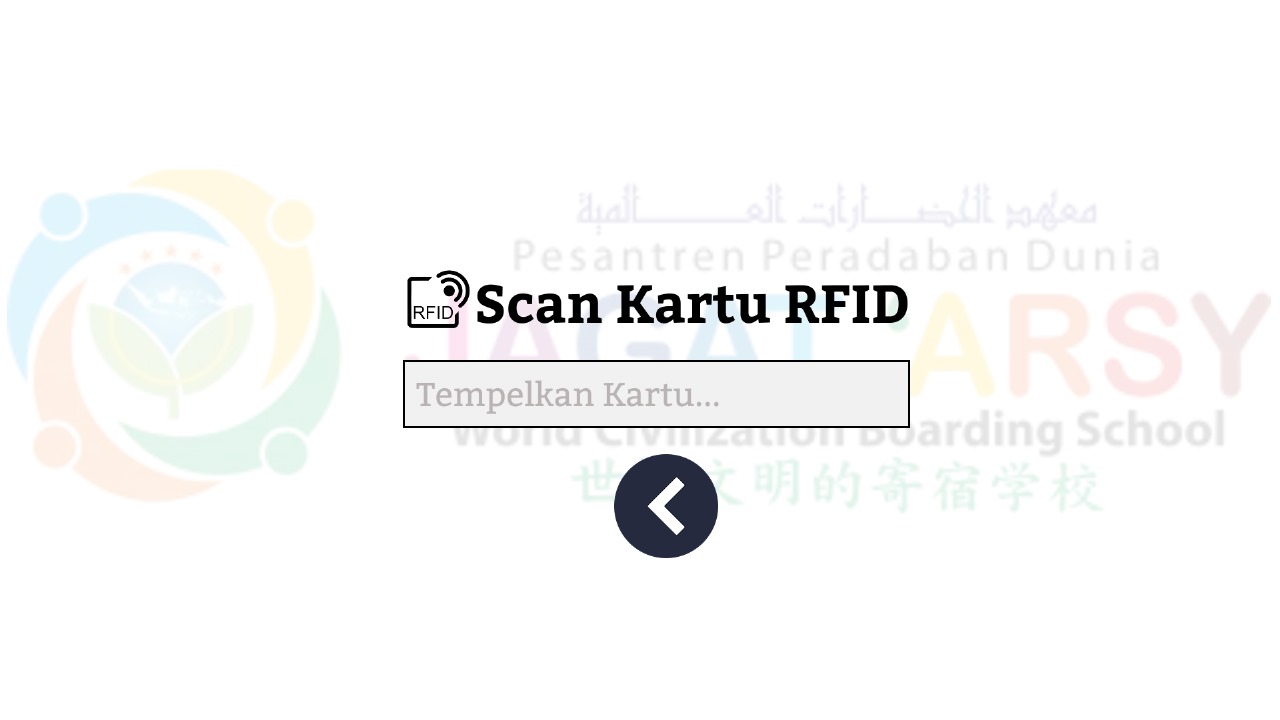 معهد الحضارات العالمية
Pesantren Peradaban Dunia
RFID Scan Kartu RFID
JAGAT ARSY
Tempelkan Kartu...
World Civilization Boarding School
世 文明的寄宿学校